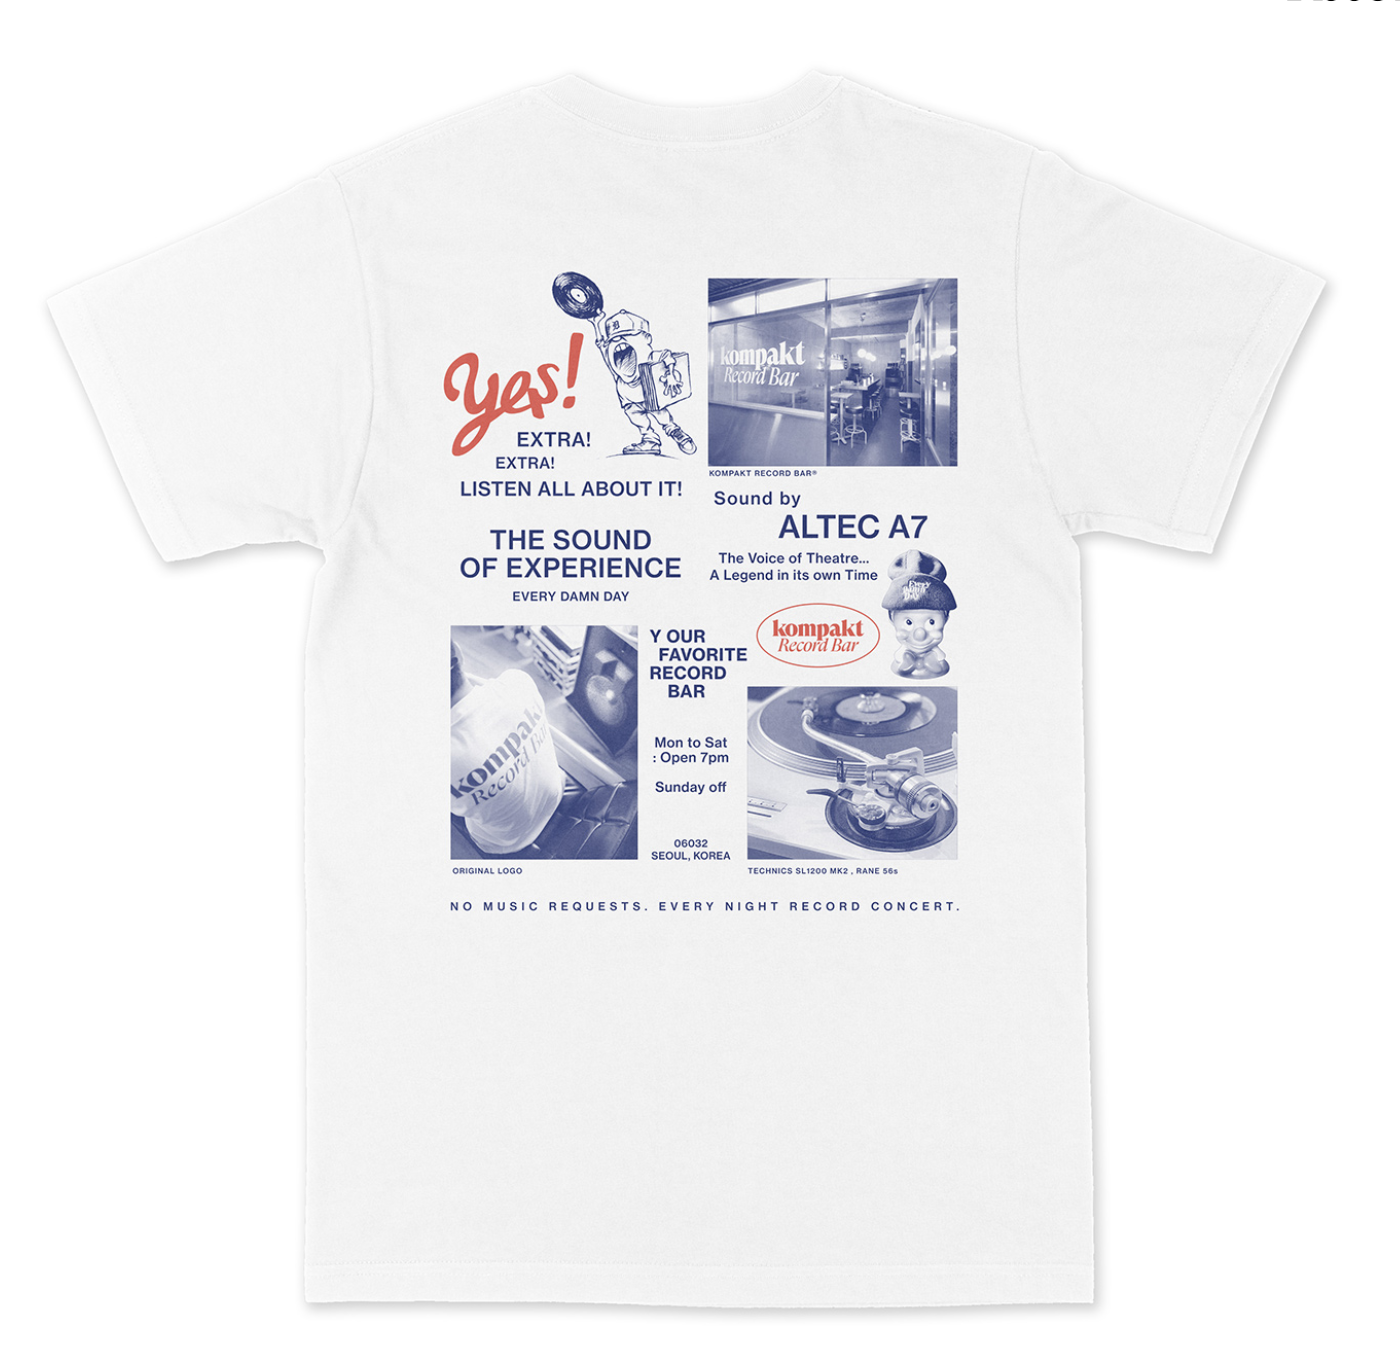 Yes!
EXTRA!
EXTRA!
LISTEN ALL ABOUT IT!
THE SOUND
OF EXPERIENCE
EVERY DAMN DAY
kompakt
Record Bar
KOMPAKT RECORD BAR®
Sound by
ALTEC A7
The Voice of Theatre...
A Legend in its own Time
Every
Damn
Day
kompakt
Record Bar
Y OUR
FAVORITE
RECORD
BAR
Mon to Sat
: Open 7pm
Sunday off
06032
SEOUL, KOREA
kompakt
Record Bar
ORIGINAL LOGO
TECHNICS SL1200 MK2 , RANE 56s
NO MUSIC REQUESTS. EVERY NIGHT RECORD CONCERT.